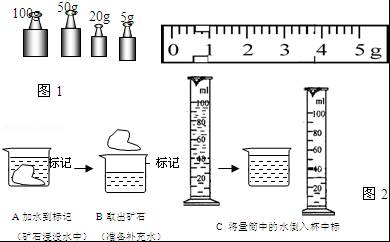 100g 50g 20g 5g
0 1 2 3 4 5 g
图 1
ml
100
80
60
40
20
ml
100
80
60
40
20
标记 标记
图 2
A 加水到标记 B 取出矿石 C 将量筒中的水倒入杯中标
(矿石浸没水中) (准备补充水)